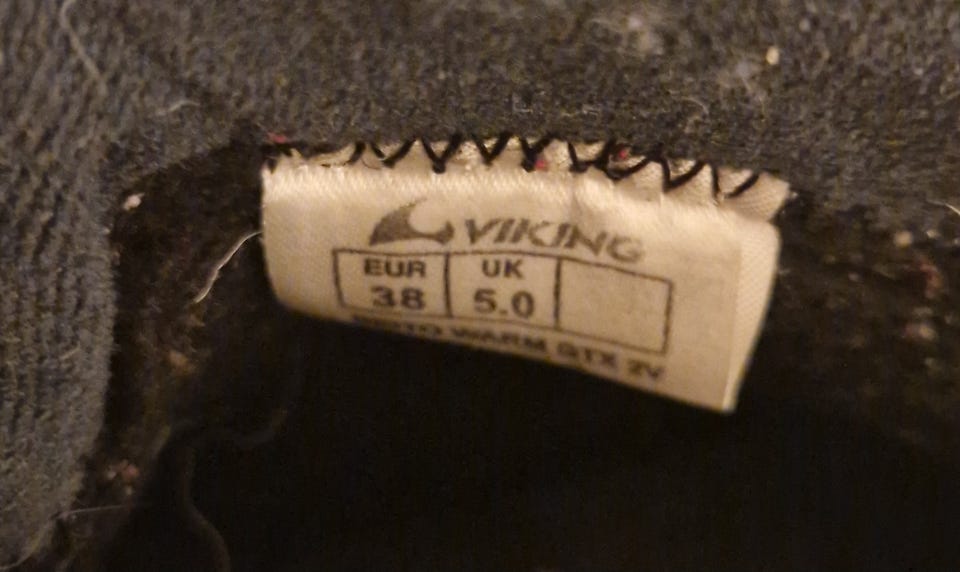 VIKING
EUR UK
38 5.0
WARM GTX 2V